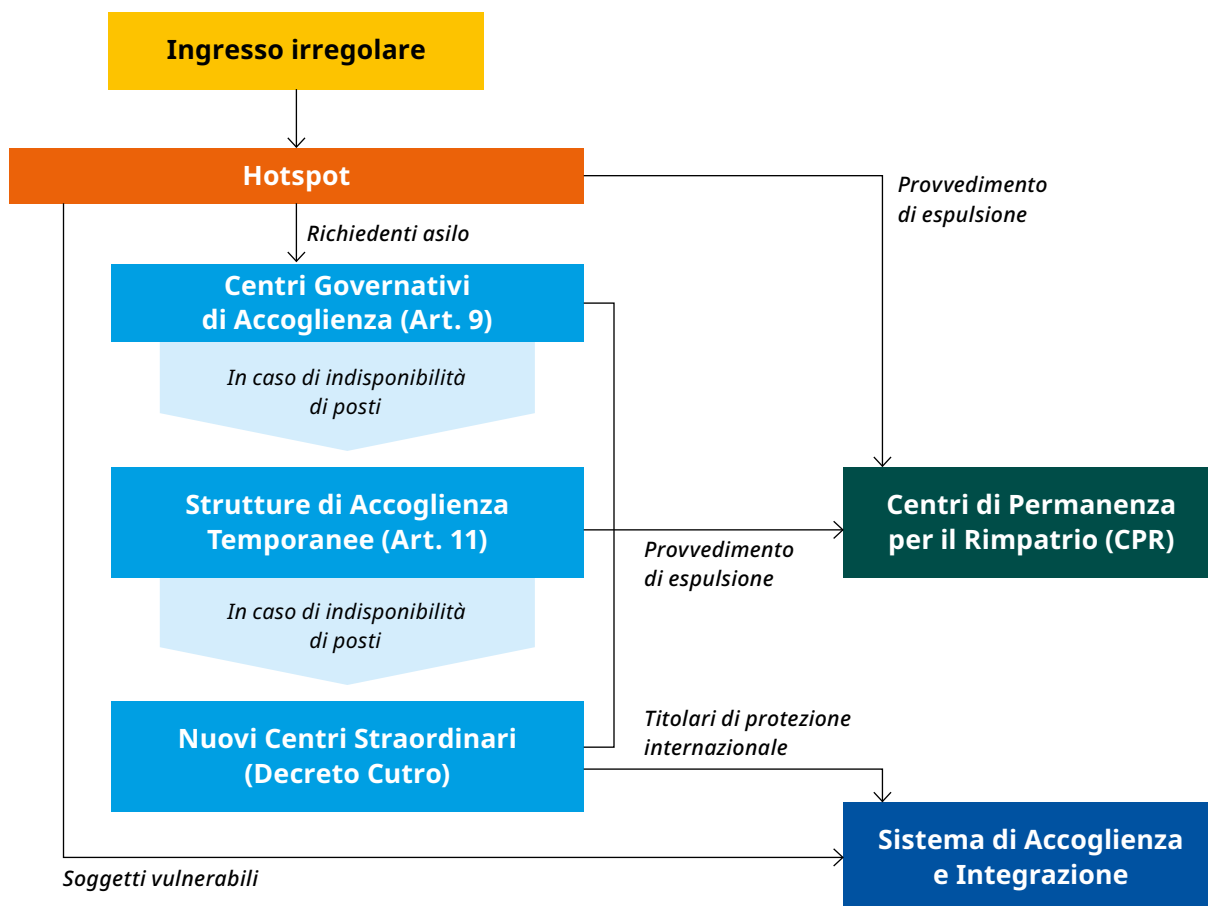 Ingresso irregolare
Hotspot
Provvedimento
di espulsione
Richiedenti asilo
Centri Governativi
di Accoglienza (Art. 9)
In caso di indisponibilità
di posti
Strutture di Accoglienza
Temporanee (Art. 11)
Centri di Permanenza
per il Rimpatrio (CPR)
Provvedimento
di espulsione
In caso di indisponibilità
di posti
Nuovi Centri Straordinari
(Decreto Cutro)
Titolari di protezione
internazionale
Sistema di Accoglienza
e Integrazione
Soggetti vulnerabili